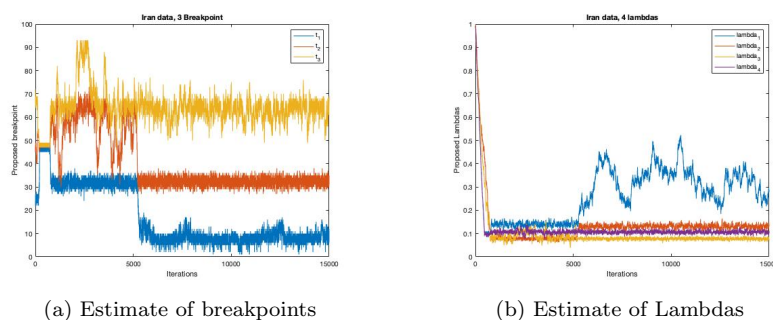 Iran data, 3 Breakpoint
100
90
80
70
60
50
40
30
20
10
0
0
5000
10000
15000
Proposed breakpoint
Iterations
t1
t2
t3
(a) Estimate of breakpoints
Iran data, 4 lambdas
1
0.9
0.8
0.7
0.6
0.5
0.4
0.3
0.2
0.1
0
0
5000
10000
1500
Proposed Lambdas
Iterations
lambda1
lambda2
lambda3
lambda4
(b) Estimate of Lambdas